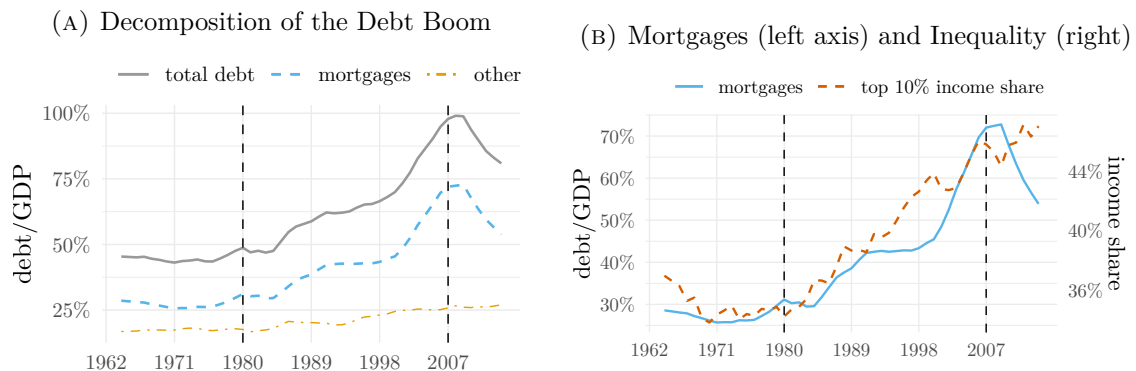 (A) Decomposition of the Debt Boom
total debt mortgages other
100%
75%
50%
25%
debt/GDP
1962 1971 1980 1989 1998 2007
(B) Mortgages (left axis) and Inequality (right)
mortgages top 10% income share
70%
60%
50%
40%
30%
debt/GDP
44%
40%
36%
income share
1962 1971 1980 1989 1998 2007